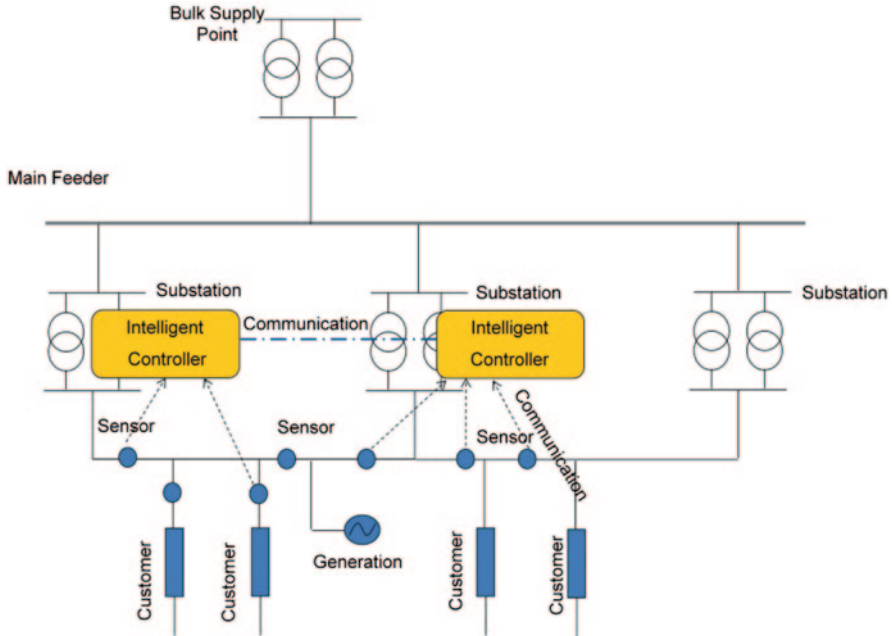 Bulk Supply
Point
Main Feeder
Substation
Substation
Substation
Intelligent
Controller
Communication
Intelligent
Controller
Sensor
Sensor
Sensor
Communication
Customer
Customer
Generation
Customer
Customer